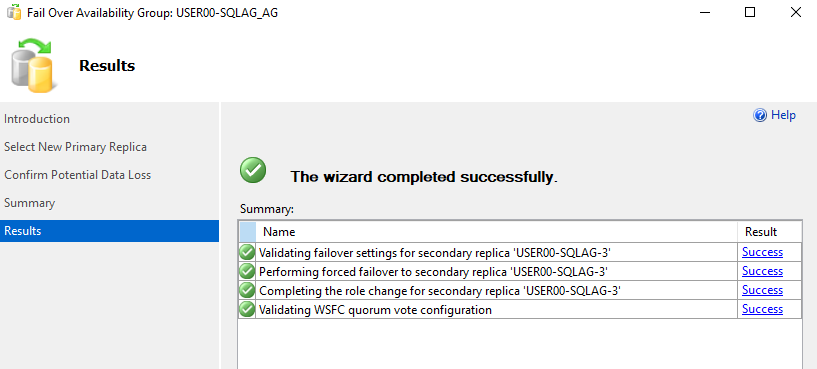 Fail Over Availability Group: USER00-SQLAG_AG
Results
Introduction
Select New Primary Replica
Confirm Potential Data Loss
Summary
Results
Help
The wizard completed successfully.
Summary:
Name Result
Validating failover settings for secondary replica 'USER00-SQLAG-3' Success
Performing forced failover to secondary replica 'USER00-SQLAG-3' Success
Completing the role change for secondary replica 'USER00-SQLAG-3' Success
Validating WSFC quorum vote configuration Success